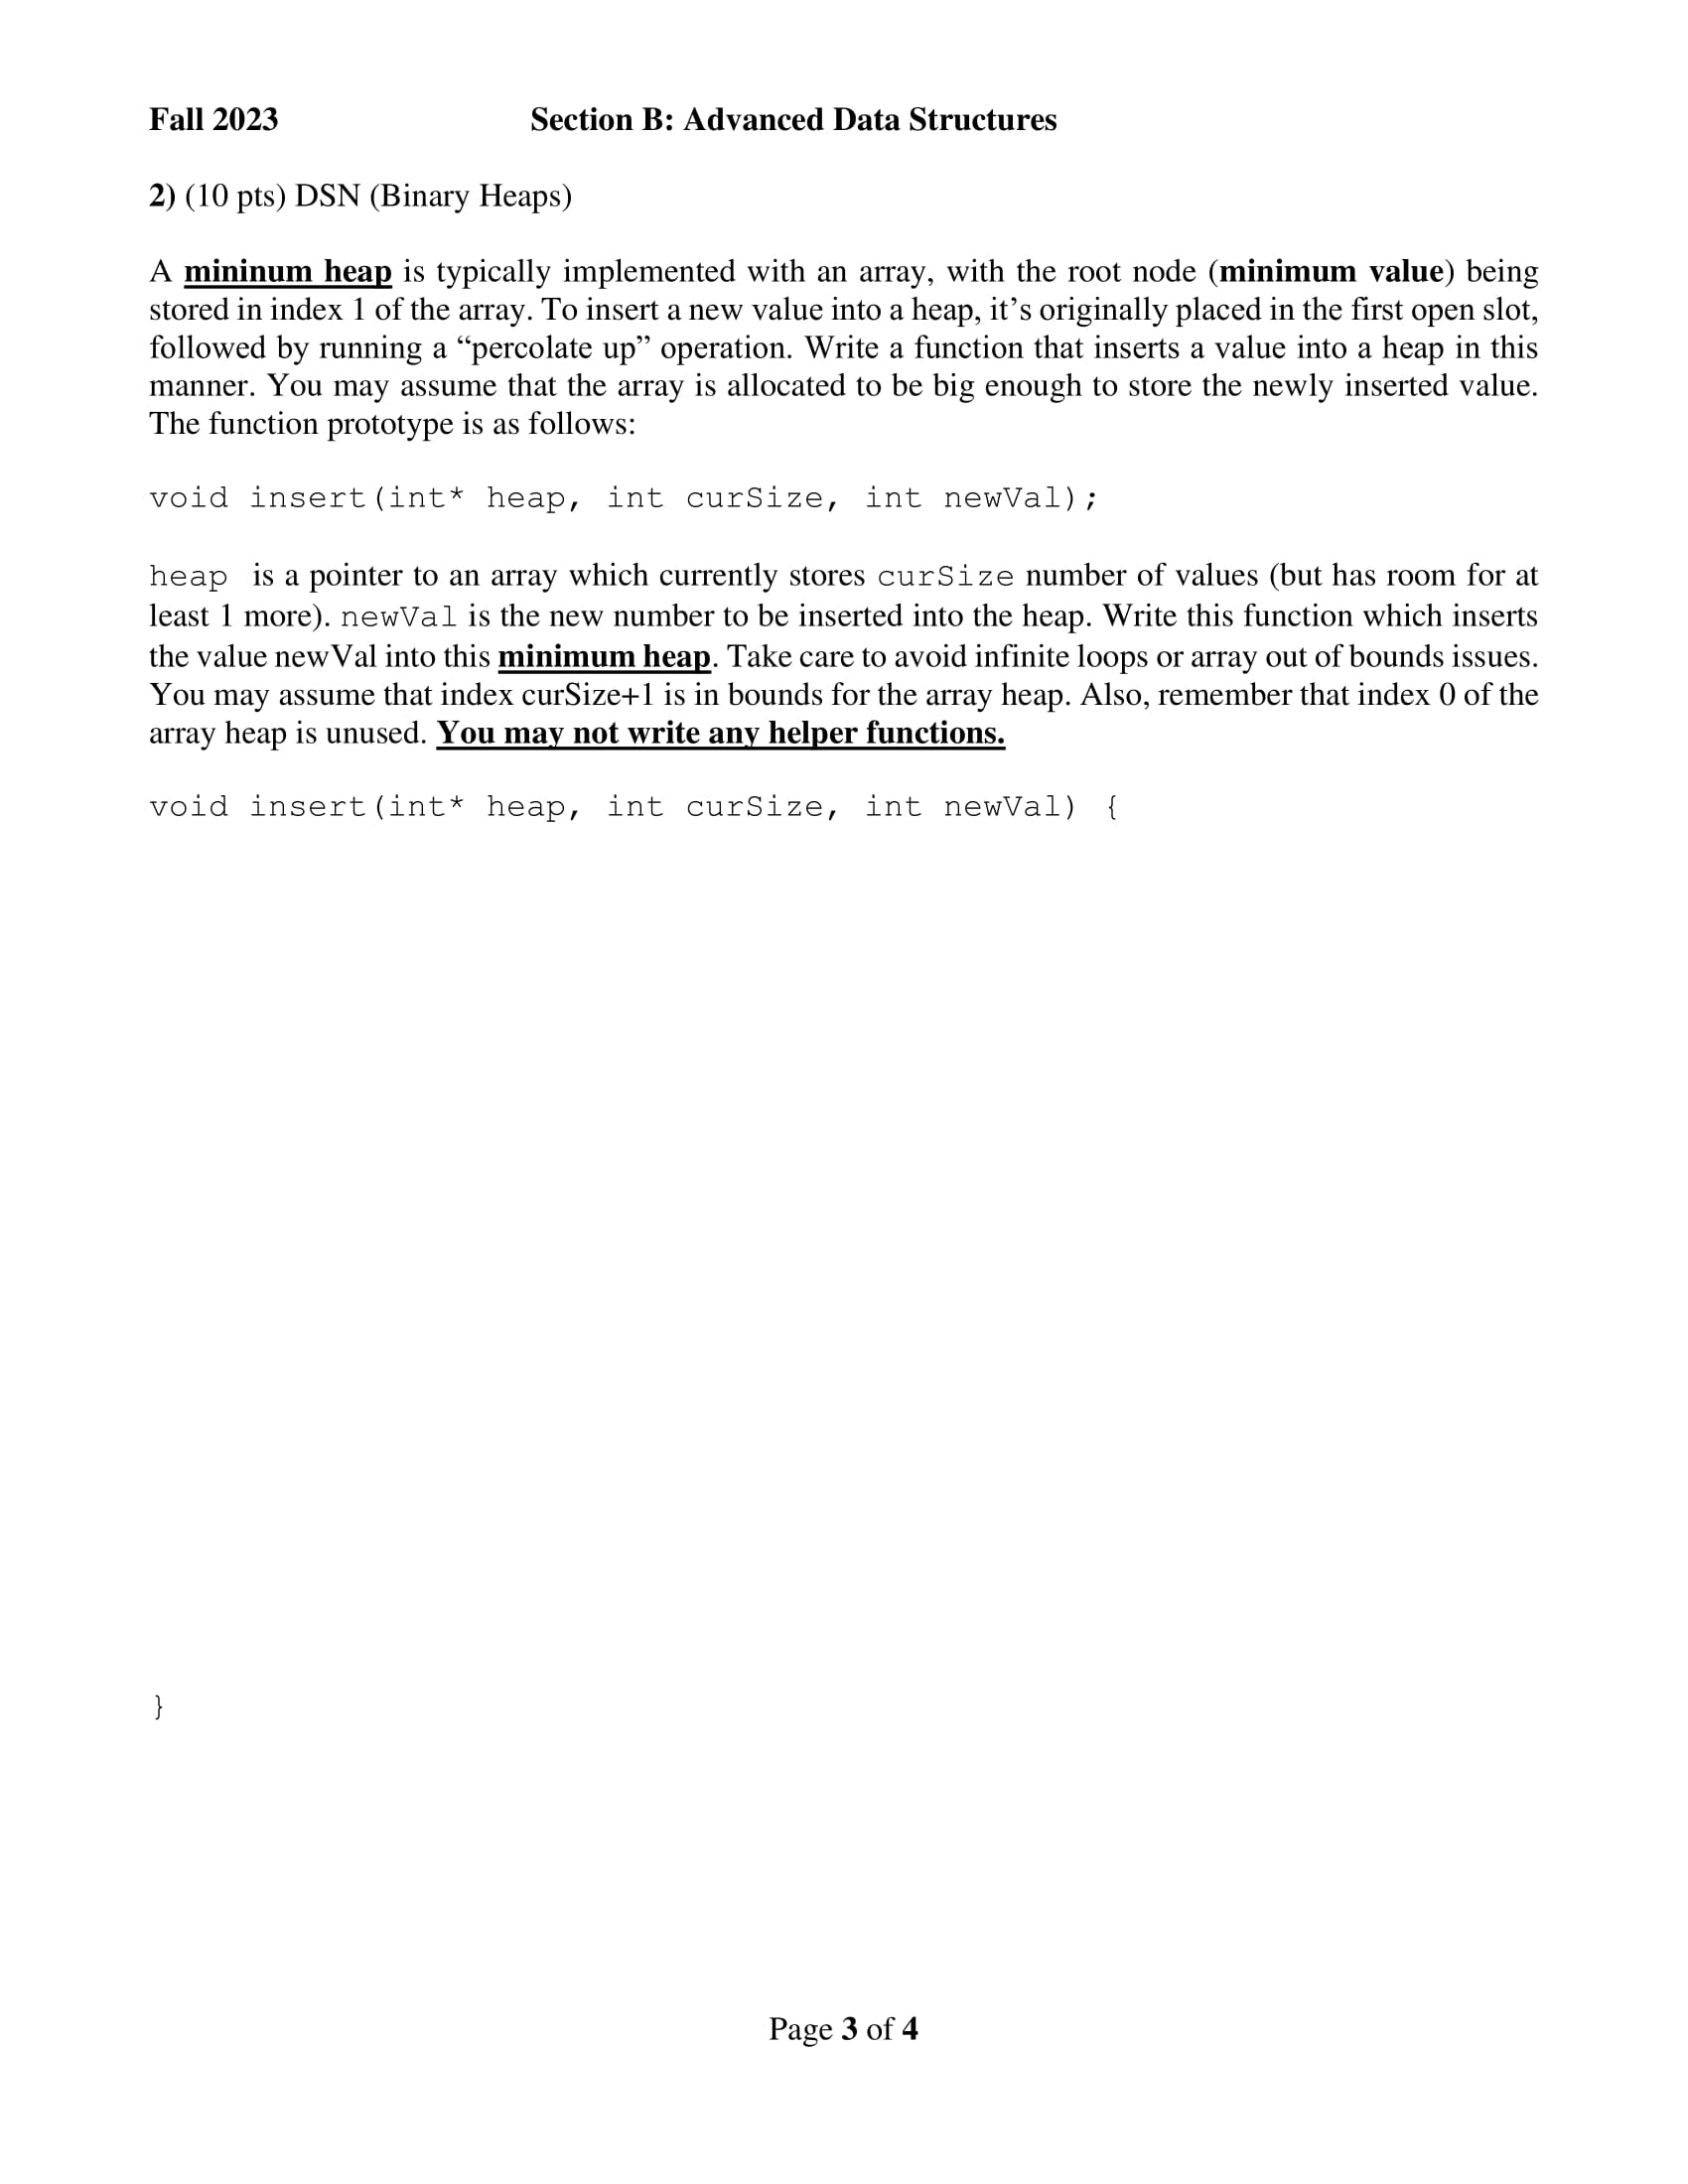 Fall 2023 Section B: Advanced Data Structures
2) (10 pts) DSN (Binary Heaps)
A mininum heap is typically implemented with an array, with the root node (minimum value) being
stored in index 1 of the array. To insert a new value into a heap, it’s originally placed in the first open slot,
followed by running a “percolate up” operation. Write a function that inserts a value into a heap in this
manner. You may assume that the array is allocated to be big enough to store the newly inserted value.
The function prototype is as follows:
void insert(int* heap, int curSize, int newVal);
heap is a pointer to an array which currently stores curSize number of values (but has room for at
least 1 more). newVal is the new number to be inserted into the heap. Write this function which inserts
the value newVal into this minimum heap. Take care to avoid infinite loops or array out of bounds issues.
You may assume that index curSize+1 is in bounds for the array heap. Also, remember that index 0 of the
array heap is unused. You may not write any helper functions.
void insert(int* heap, int curSize, int newVal) {
}
Page 3 of 4